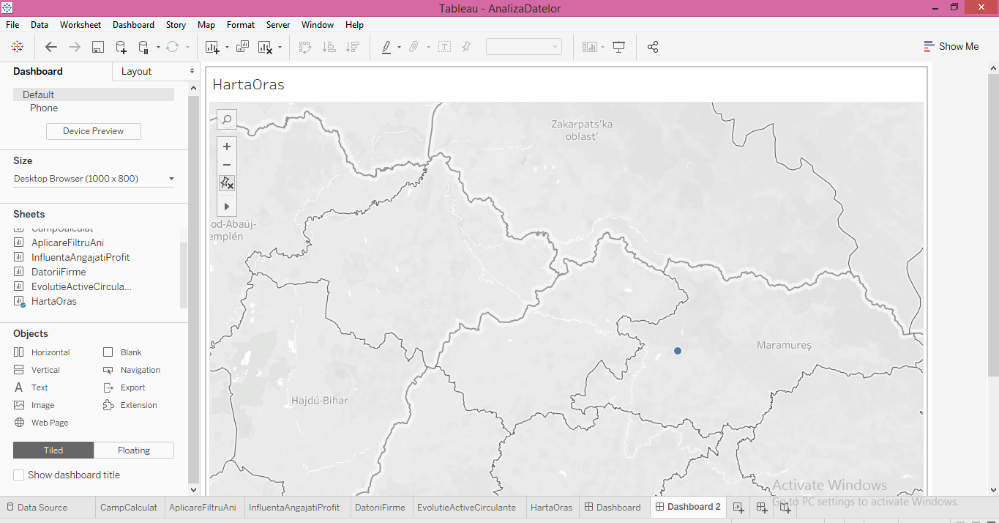 Tableau - AnalizaDatelor
File Data Worksheet Dashboard Story Map Format Server Window Help
Show Me
Dashboard Layout
Default
Phone
Device Preview
Size
Desktop Browser (1000 x 800)
Sheets
CampCalculat
AplicareFiltruAni
InfluentaAngajatiProfit
DatoriiFirme
EvolutieActiveCircula...
HartaOras
Objects
Horizontal Blank
Vertical Navigation
Text Export
Image Extension
Web Page
Tiled Floating
Show dashboard title
HartaOras
Zakarpats'ka
oblast'
od-Abaúj-
emplén
Maramureş
Hajdú-Bihar
Activate Windows
Go to PC settings to activate Windows.
Data Source CampCalculat AplicareFiltruAni InfluentaAngajatiProfit DatoriiFirme EvolutieActiveCirculante HartaOras Dashboard Dashboard 2